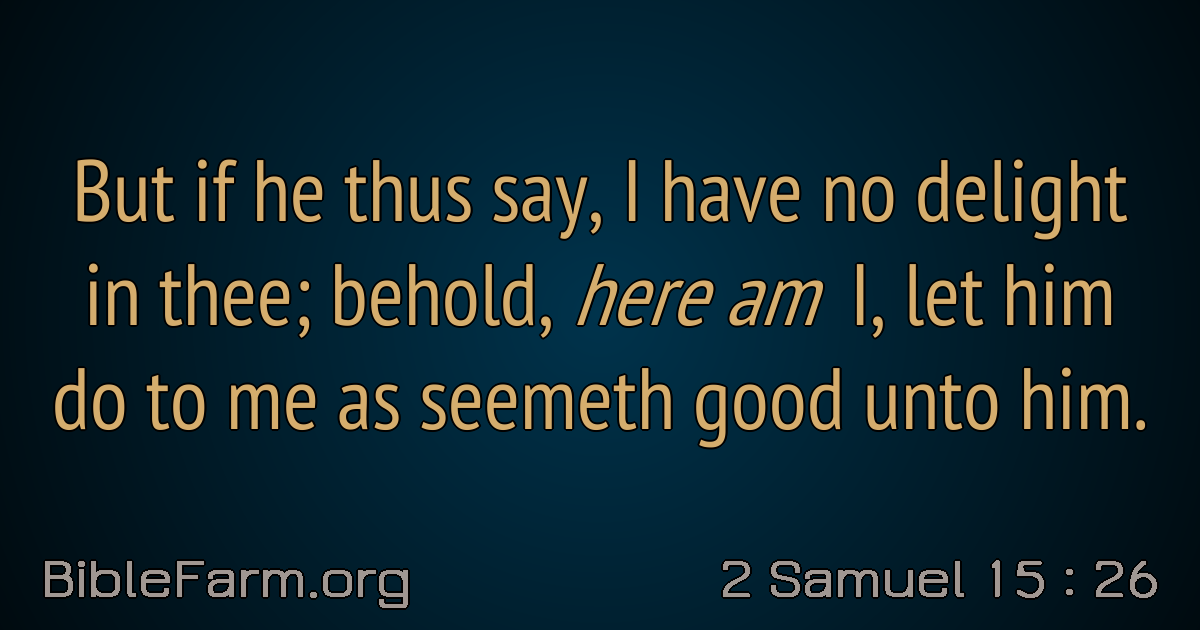 But if he thus say, I have no delight
in thee; behold, here am I, let him
do to me as seemeth good unto him.
BibleFarm.org
2 Samuel 15 : 26